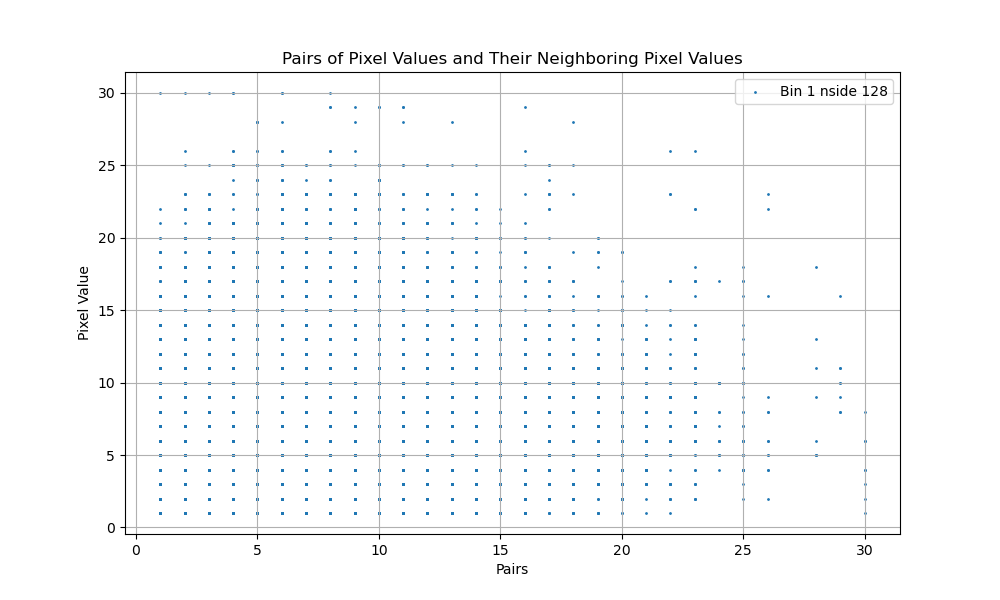 Pairs of Pixel Values and Their Neighboring Pixel Values
Bin 1 nside 128
30
25
20
15
10
5
0
Pixel Value
0 5 10 15 20 25 30
Pairs